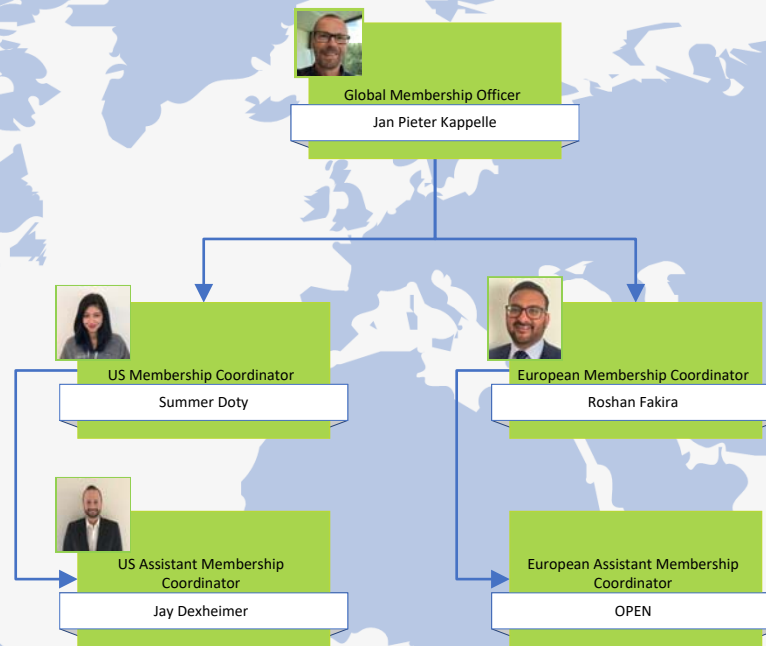 Global Membership Officer
Jan Pieter Kappelle
US Membership Coordinator
Summer Doty
European Membership Coordinator
Roshan Fakira
US Assistant Membership
Coordinator
Jay Dexheimer
European Assistant Membership
Coordinator
OPEN